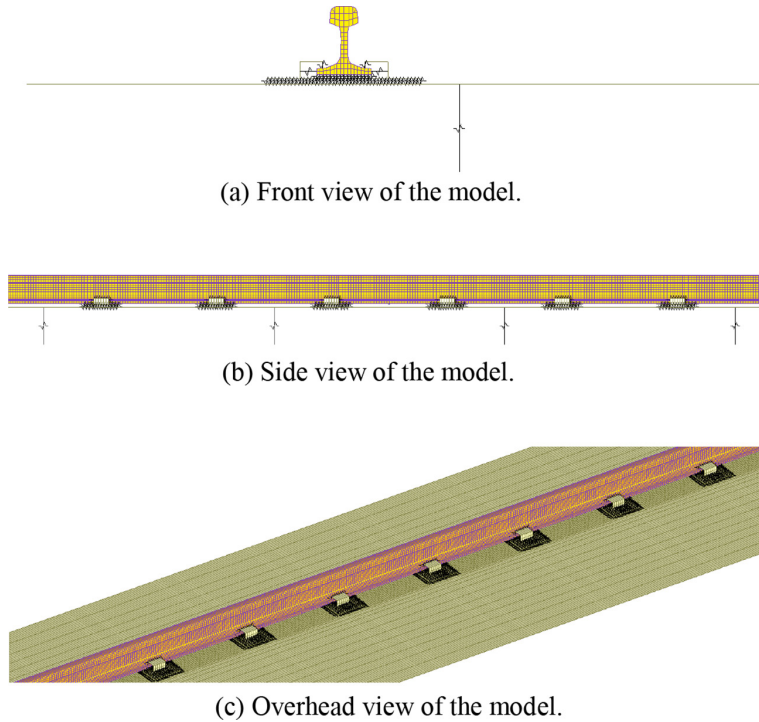 (a) Front view of the model.
(b) Side view of the model.
(c) Overhead view of the model.